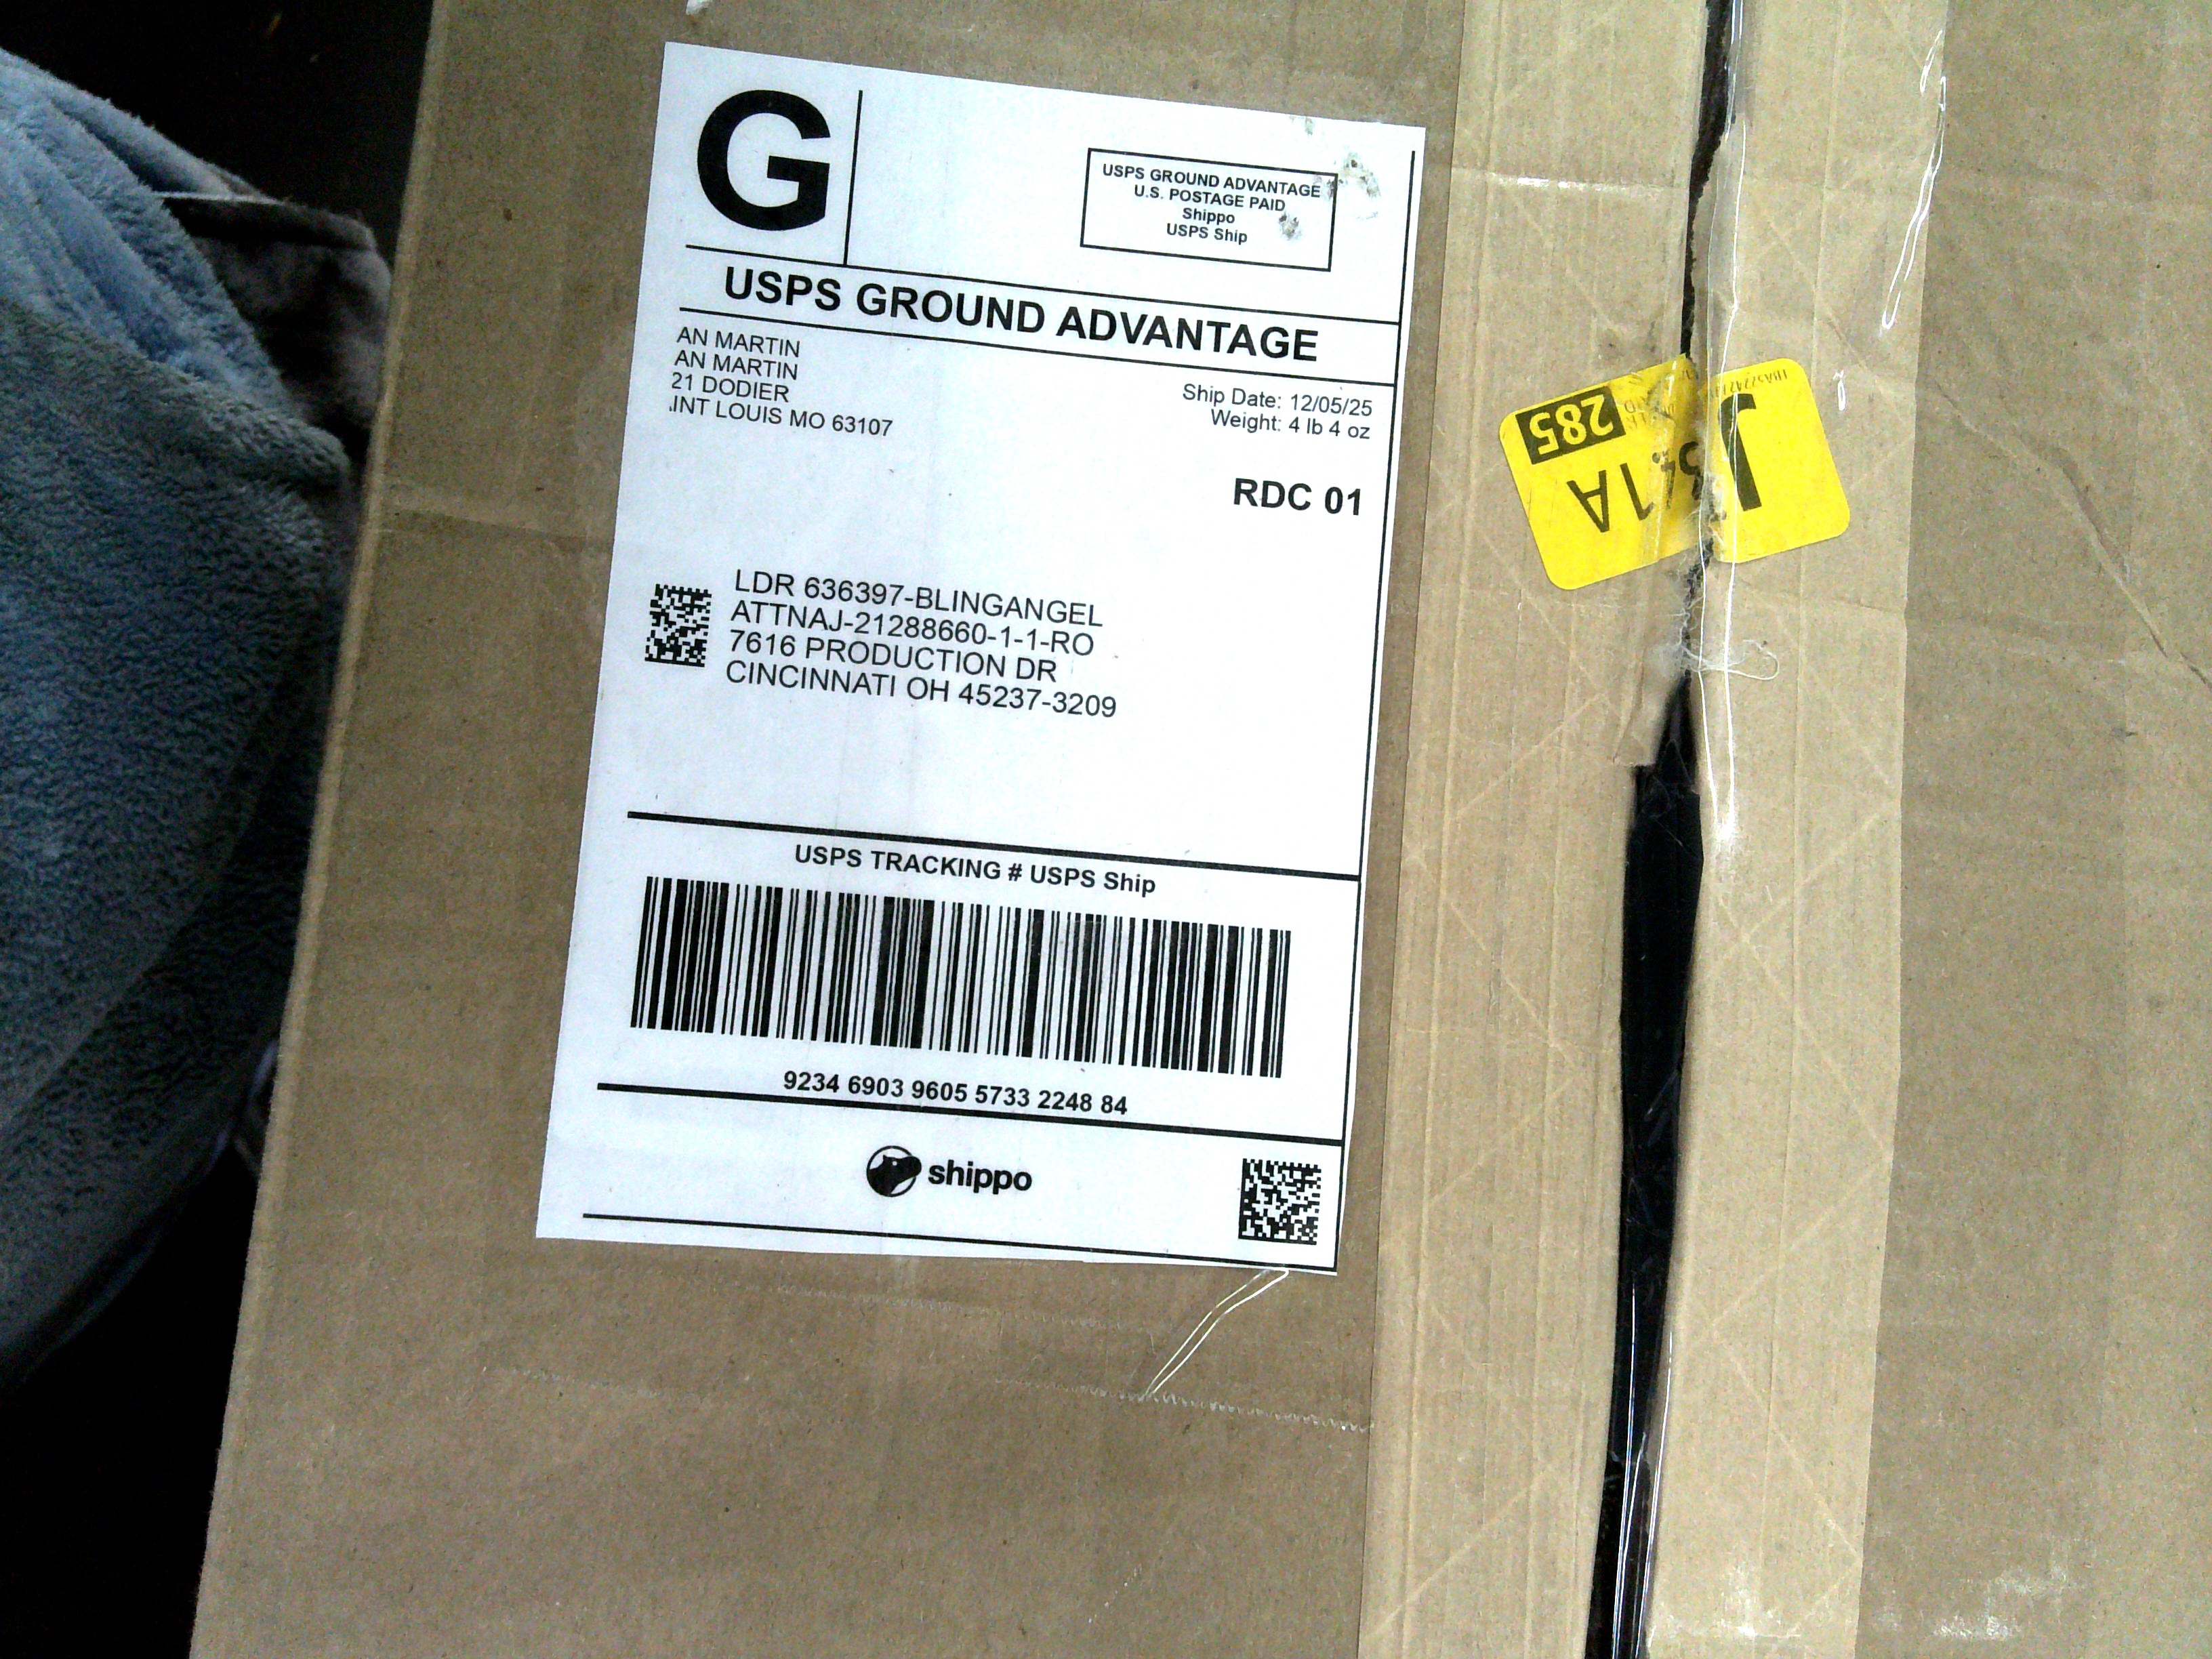 G
USPS GROUND ADVANTAGE
U.S. POSTAGE PAID
Shippo
USPS Ship
USPS GROUND ADVANTAGE
AN MARTIN
AN MARTIN
21 DODIER
INT LOUIS MO 63107
Ship Date: 12/05/25
Weight: 4 lb 4 oz
RDC 01
LDR 636397-BLINGANGEL
ATTNAJ-21288660-1-1-RO
7616 PRODUCTION DR
CINCINNATI OH 45237-3209
USPS TRACKING # USPS Ship
9234 6903 9605 5733 2248 84
shippo
J
285